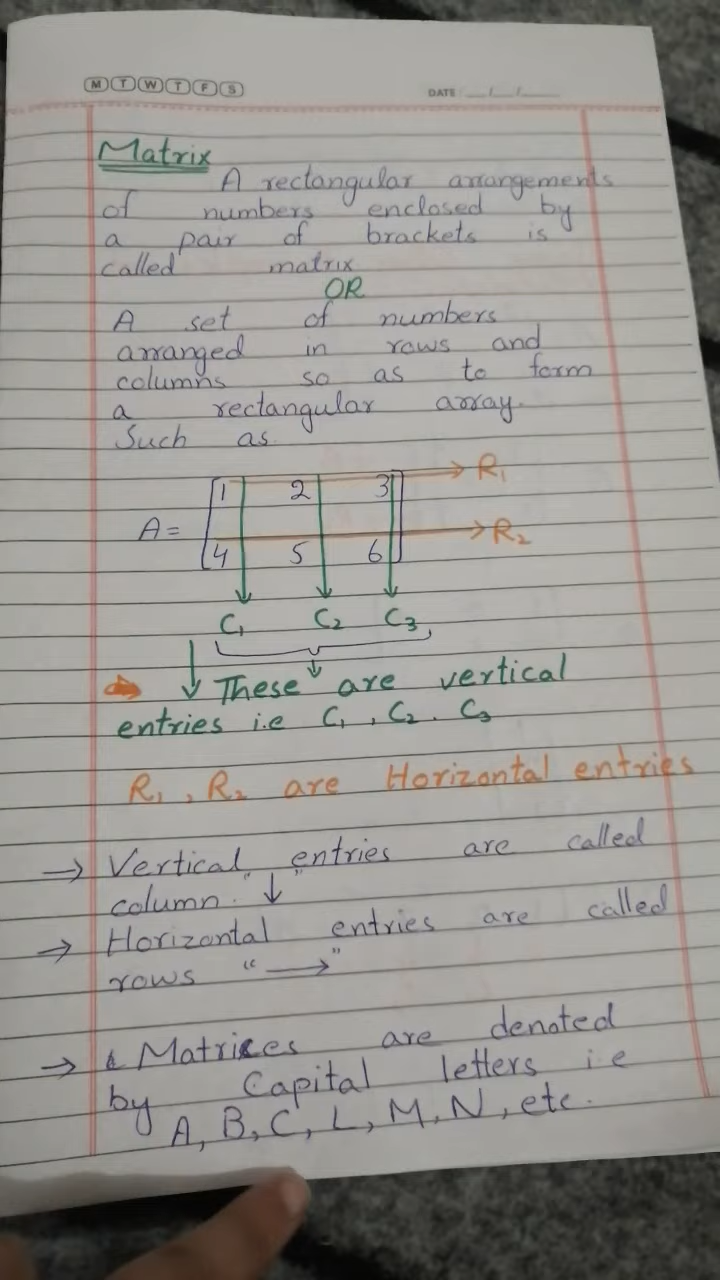 M T W T F S
DATE __/__/____
Matrix
A rectangular arrangements
of numbers enclosed by
a pair of brackets is
called matrix
OR
A set of numbers
arranged in rows and
columns so as to form
a rectangular array.
Such as
1 2 3 → R₁
A =
4 5 6 → R₂
C₁ C₂ C₃
These are vertical
entries i.e C₁, C₂. C₃
R₁, R₂ are Horizontal entries
→ Vertical entries are called
column. "↓"
→ Horizontal entries are called
rows "→"
→ Matrices are denoted
by Capital letters i.e
A, B, C, L, M, N, etc.